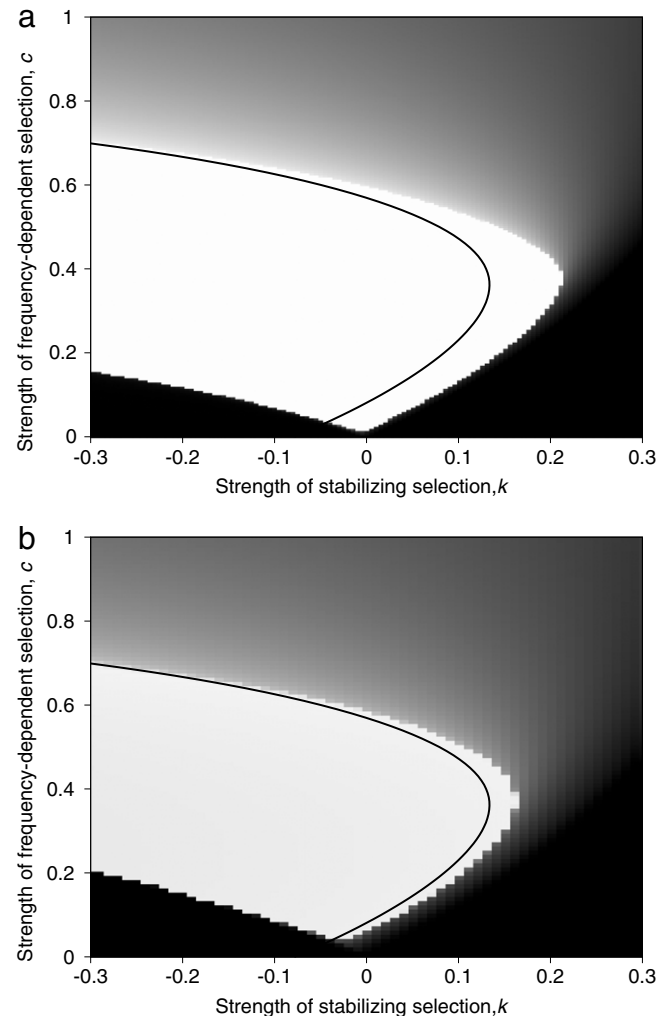 a
1
0.8
0.6
0.4
0.2
0
Strength of frequency-dependent selection, c
-0.3 -0.2 -0.1 0 0.1 0.2 0.3
Strength of stabilizing selection,k
b
1
0.8
0.6
0.4
0.2
0
Strength of frequency-dependent selection, c
-0.3 -0.2 -0.1 0 0.1 0.2 0.3
Strength of stabilizing selection,k